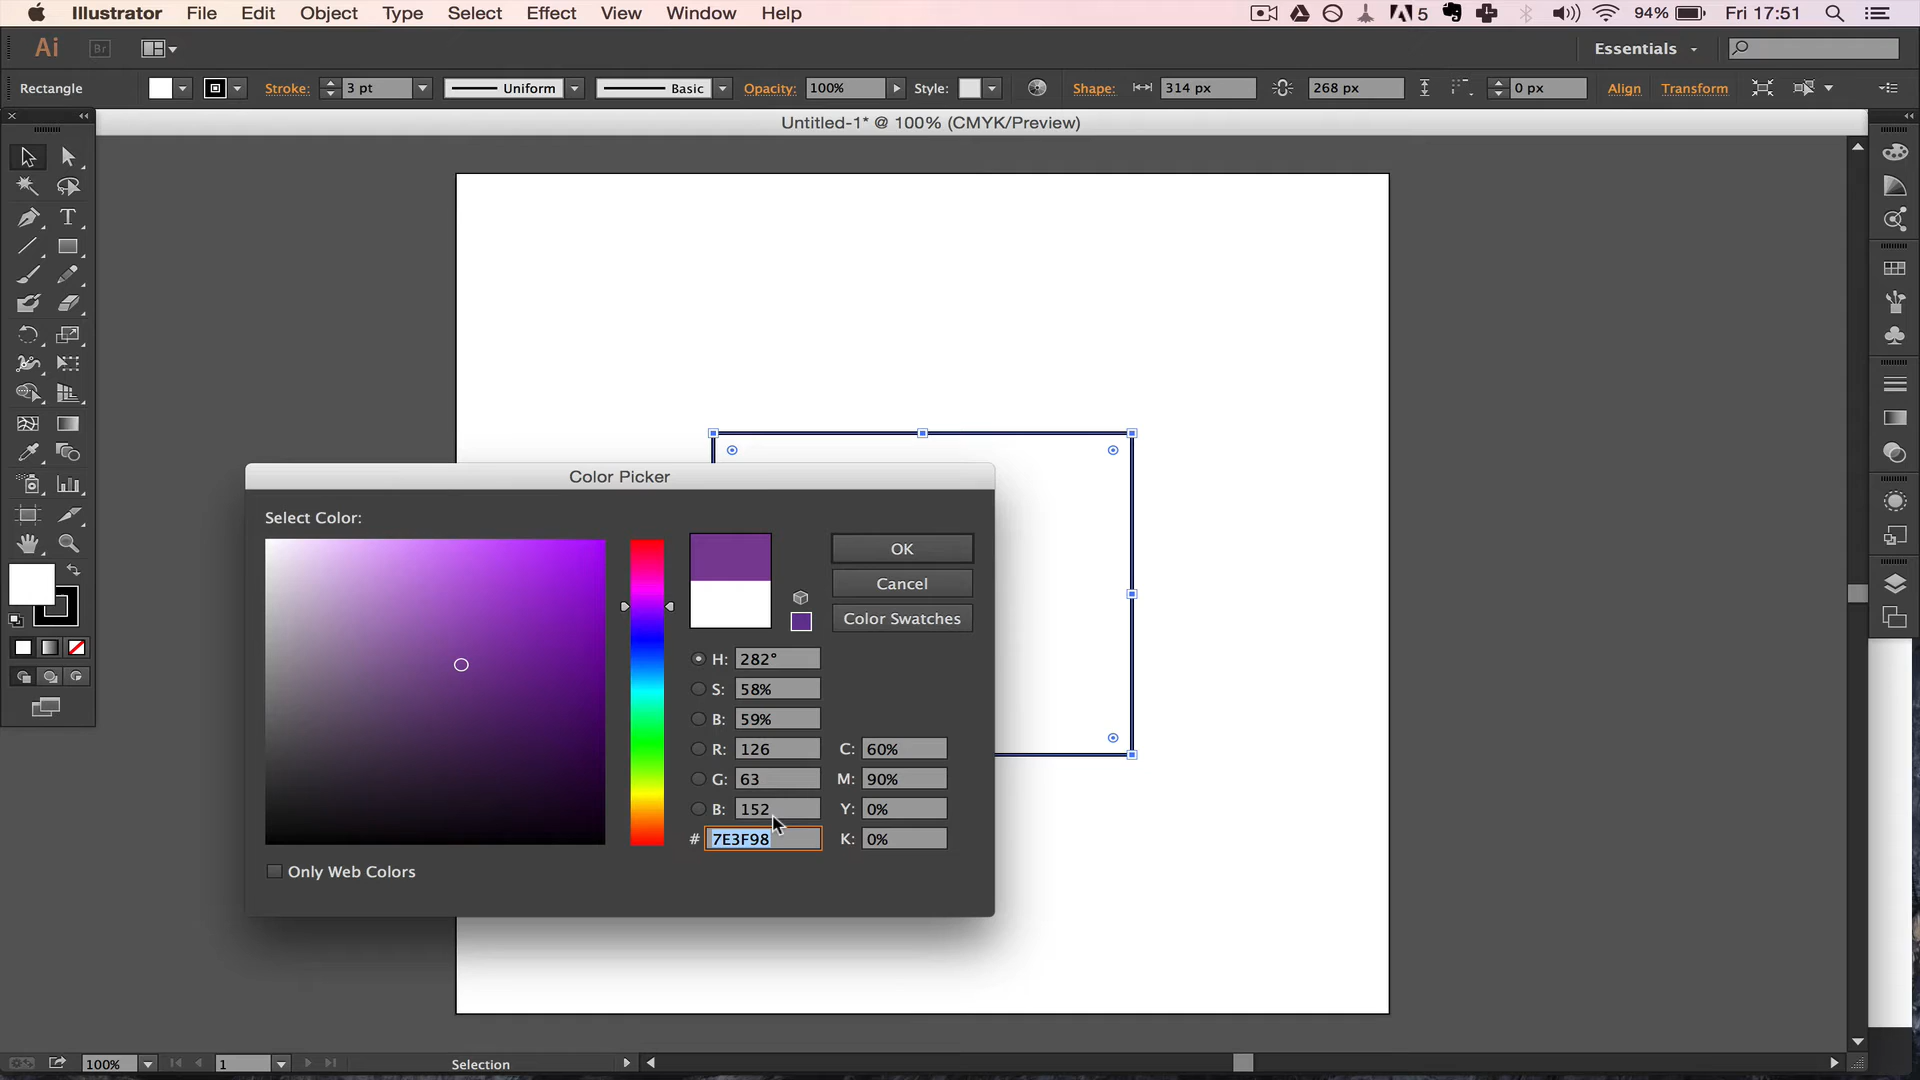 Illustrator File Edit Object Type Select Effect View Window Help 5 94% Fri 17:51
Ai Br Essentials
Rectangle Stroke: 3 pt Uniform Basic Opacity: 100% Style: Shape: 314 px 268 px 0 px Align Transform
Untitled-1* @ 100% (CMYK/Preview)
T
Color Picker
Select Color:
OK
Cancel
Color Swatches
H: 282°
S: 58%
B: 59%
R: 126 C: 60%
G: 63 M: 90%
B: 152 Y: 0%
# 7E3F98 K: 0%
Only Web Colors
100% 1 Selection